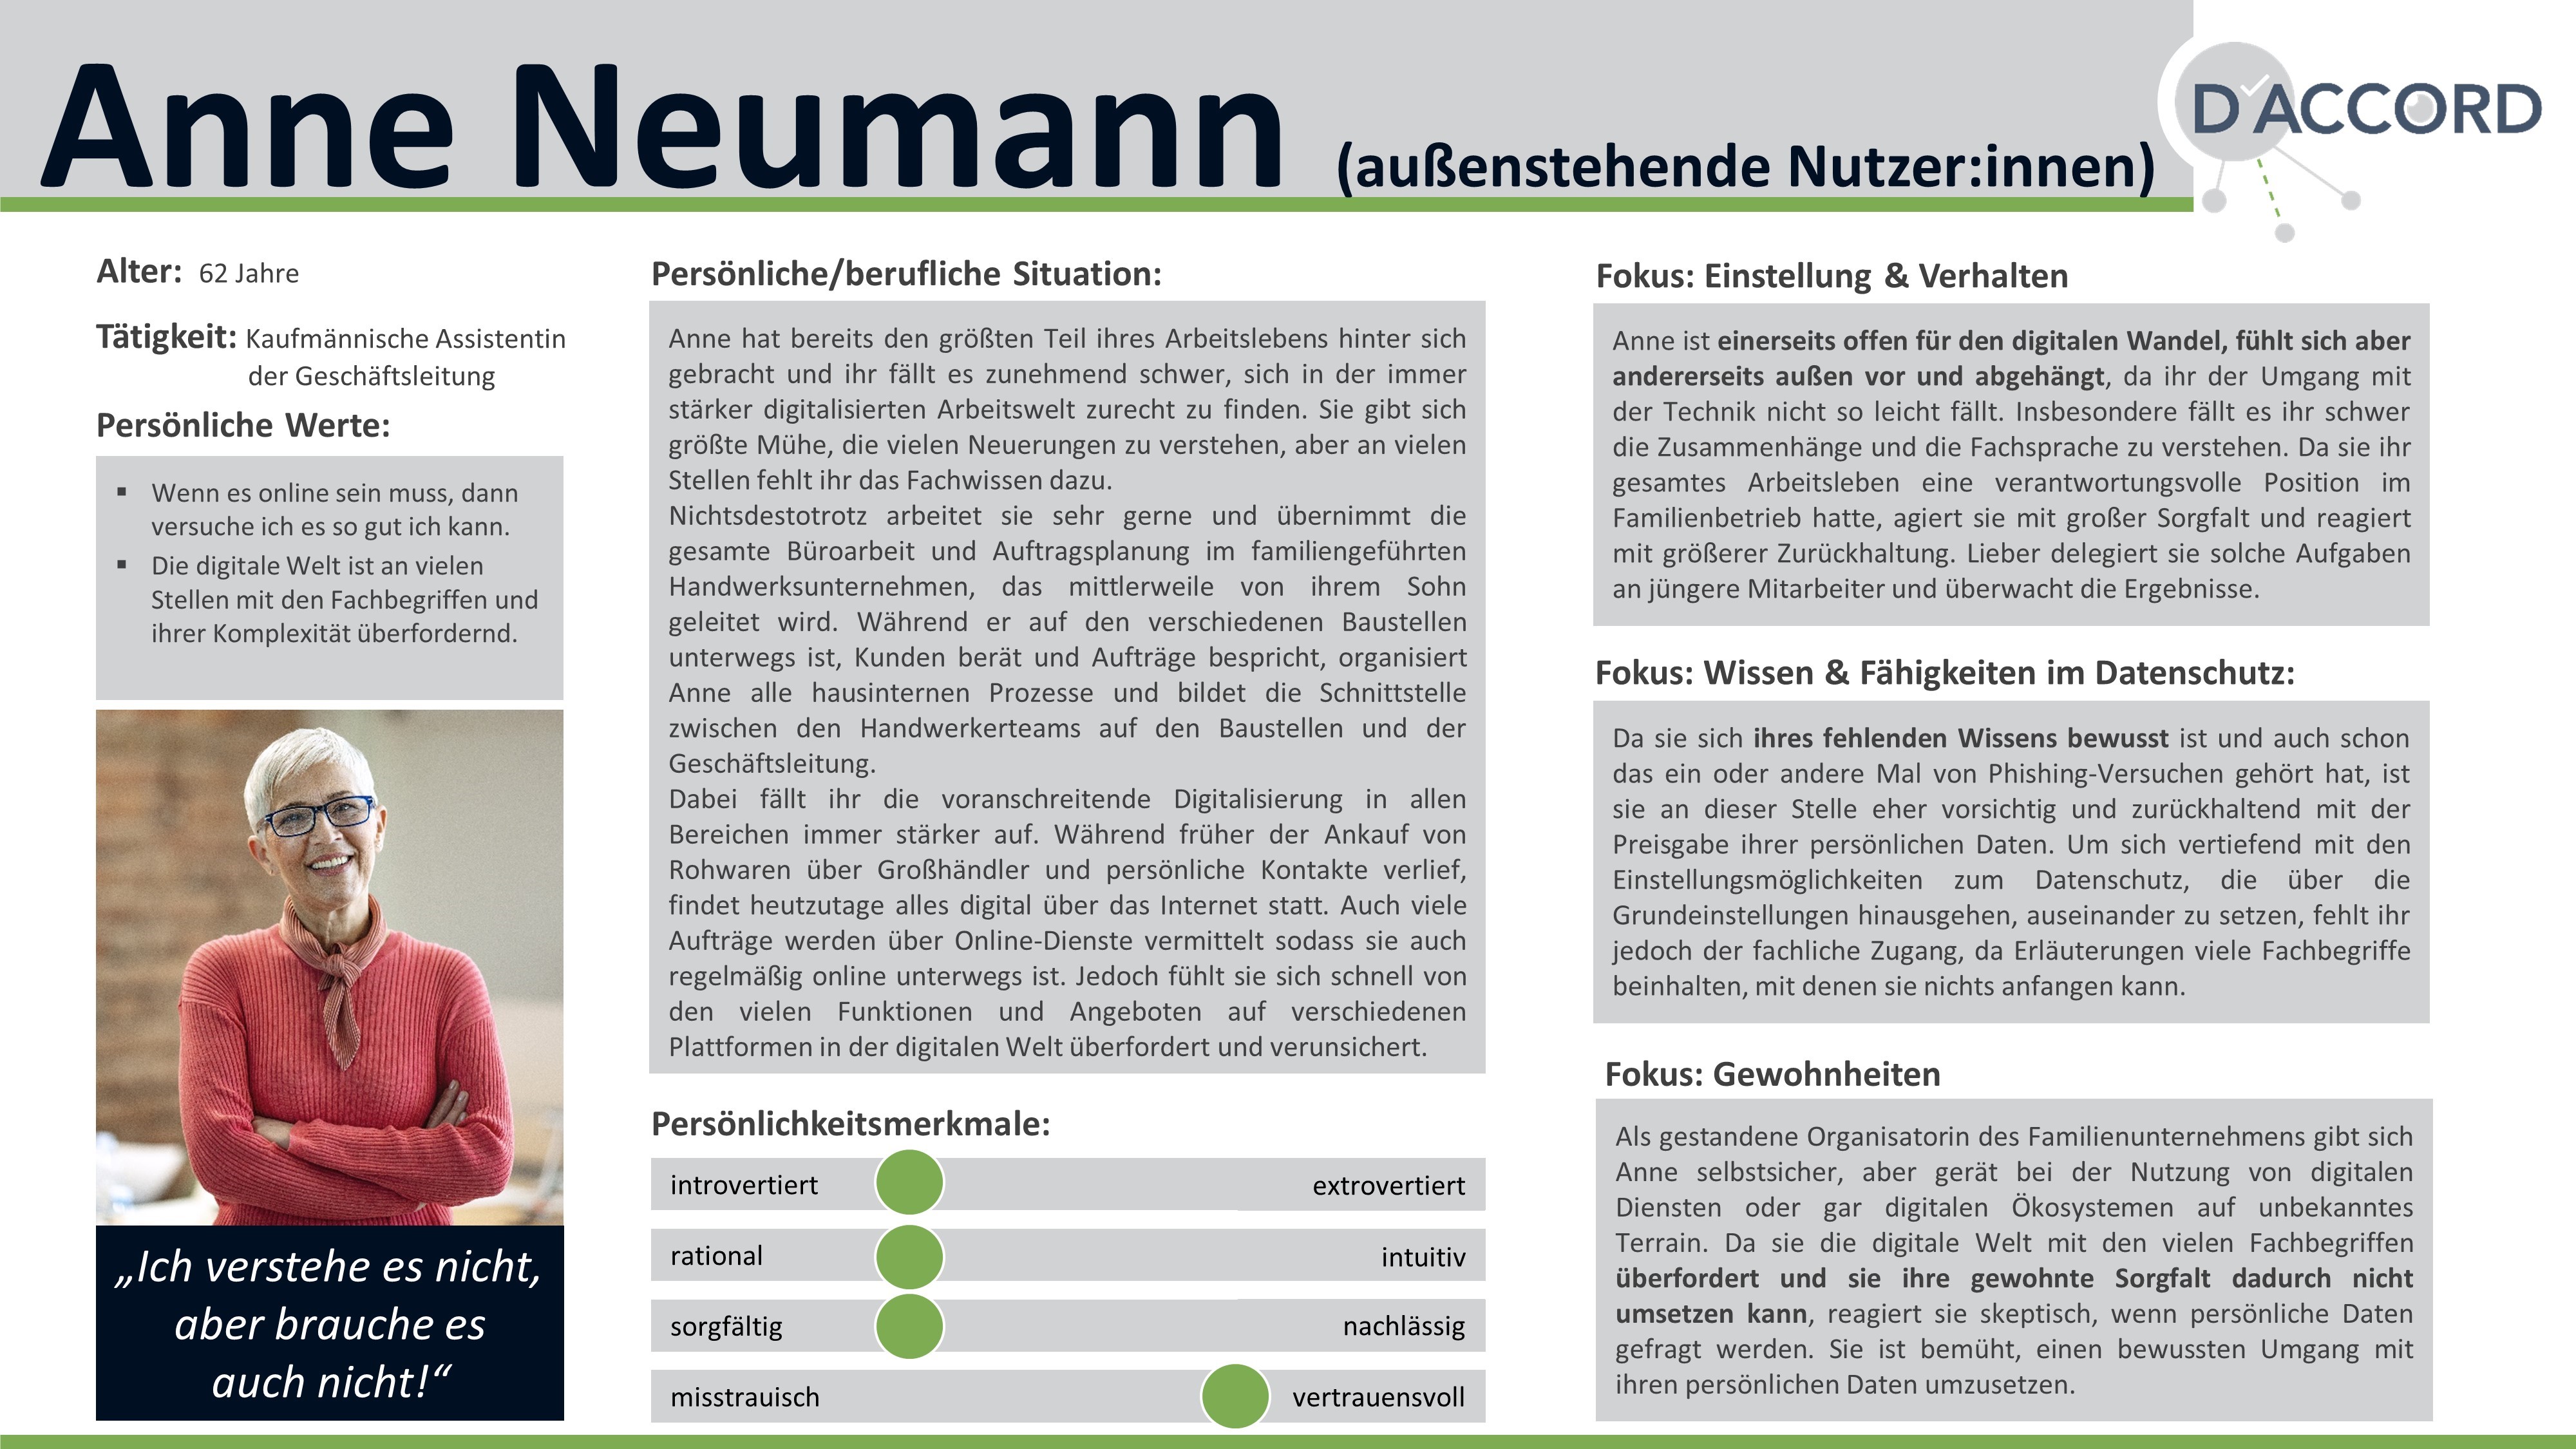 Anne Neumann (außenstehende Nutzer:innen)
D'ACCORD
Alter: 62 Jahre
Tätigkeit: Kaufmännische Assistentin
der Geschäftsleitung
Persönliche Werte:
▪ Wenn es online sein muss, dann
versuche ich es so gut ich kann.
▪ Die digitale Welt ist an vielen
Stellen mit den Fachbegriffen und
ihrer Komplexität überfordernd.
„Ich verstehe es nicht,
aber brauche es
auch nicht!“
Persönliche/berufliche Situation:
Anne hat bereits den größten Teil ihres Arbeitslebens hinter sich
gebracht und ihr fällt es zunehmend schwer, sich in der immer
stärker digitalisierten Arbeitswelt zurecht zu finden. Sie gibt sich
größte Mühe, die vielen Neuerungen zu verstehen, aber an vielen
Stellen fehlt ihr das Fachwissen dazu.
Nichtsdestotrotz arbeitet sie sehr gerne und übernimmt die
gesamte Büroarbeit und Auftragsplanung im familiengeführten
Handwerksunternehmen, das mittlerweile von ihrem Sohn
geleitet wird. Während er auf den verschiedenen Baustellen
unterwegs ist, Kunden berät und Aufträge bespricht, organisiert
Anne alle hausinternen Prozesse und bildet die Schnittstelle
zwischen den Handwerkerteams auf den Baustellen und der
Geschäftsleitung.
Dabei fällt ihr die voranschreitende Digitalisierung in allen
Bereichen immer stärker auf. Während früher der Ankauf von
Rohwaren über Großhändler und persönliche Kontakte verlief,
findet heutzutage alles digital über das Internet statt. Auch viele
Aufträge werden über Online-Dienste vermittelt sodass sie auch
regelmäßig online unterwegs ist. Jedoch fühlt sie sich schnell von
den vielen Funktionen und Angeboten auf verschiedenen
Plattformen in der digitalen Welt überfordert und verunsichert.
Persönlichkeitsmerkmale:
introvertiert extrovertiert
rational intuitiv
sorgfältig nachlässig
misstrauisch vertrauensvoll
Fokus: Einstellung & Verhalten
Anne ist einerseits offen für den digitalen Wandel, fühlt sich aber
andererseits außen vor und abgehängt, da ihr der Umgang mit
der Technik nicht so leicht fällt. Insbesondere fällt es ihr schwer
die Zusammenhänge und die Fachsprache zu verstehen. Da sie ihr
gesamtes Arbeitsleben eine verantwortungsvolle Position im
Familienbetrieb hatte, agiert sie mit großer Sorgfalt und reagiert
mit größerer Zurückhaltung. Lieber delegiert sie solche Aufgaben
an jüngere Mitarbeiter und überwacht die Ergebnisse.
Fokus: Wissen & Fähigkeiten im Datenschutz:
Da sie sich ihres fehlenden Wissens bewusst ist und auch schon
das ein oder andere Mal von Phishing-Versuchen gehört hat, ist
sie an dieser Stelle eher vorsichtig und zurückhaltend mit der
Preisgabe ihrer persönlichen Daten. Um sich vertiefend mit den
Einstellungsmöglichkeiten zum Datenschutz, die über die
Grundeinstellungen hinausgehen, auseinander zu setzen, fehlt ihr
jedoch der fachliche Zugang, da Erläuterungen viele Fachbegriffe
beinhalten, mit denen sie nichts anfangen kann.
Fokus: Gewohnheiten
Als gestandene Organisatorin des Familienunternehmens gibt sich
Anne selbstsicher, aber gerät bei der Nutzung von digitalen
Diensten oder gar digitalen Ökosystemen auf unbekanntes
Terrain. Da sie die digitale Welt mit den vielen Fachbegriffen
überfordert und sie ihre gewohnte Sorgfalt dadurch nicht
umsetzen kann, reagiert sie skeptisch, wenn persönliche Daten
gefragt werden. Sie ist bemüht, einen bewussten Umgang mit
ihren persönlichen Daten umzusetzen.